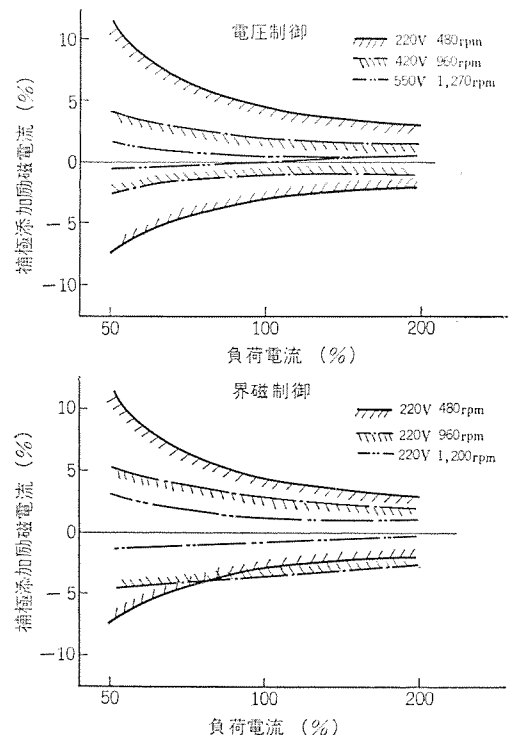 電圧制御
220V 480rpm
420V 960rpm
550V 1,270rpm
補極添加励磁電流 (%)
10
5
0
-5
-10
50 100 200
負荷電流 (%)
界磁制御
220V 480rpm
220V 960rpm
220V 1,200rpm
補極添加励磁電流 (%)
10
5
0
-5
-10
50 100 200
負荷電流 (%)